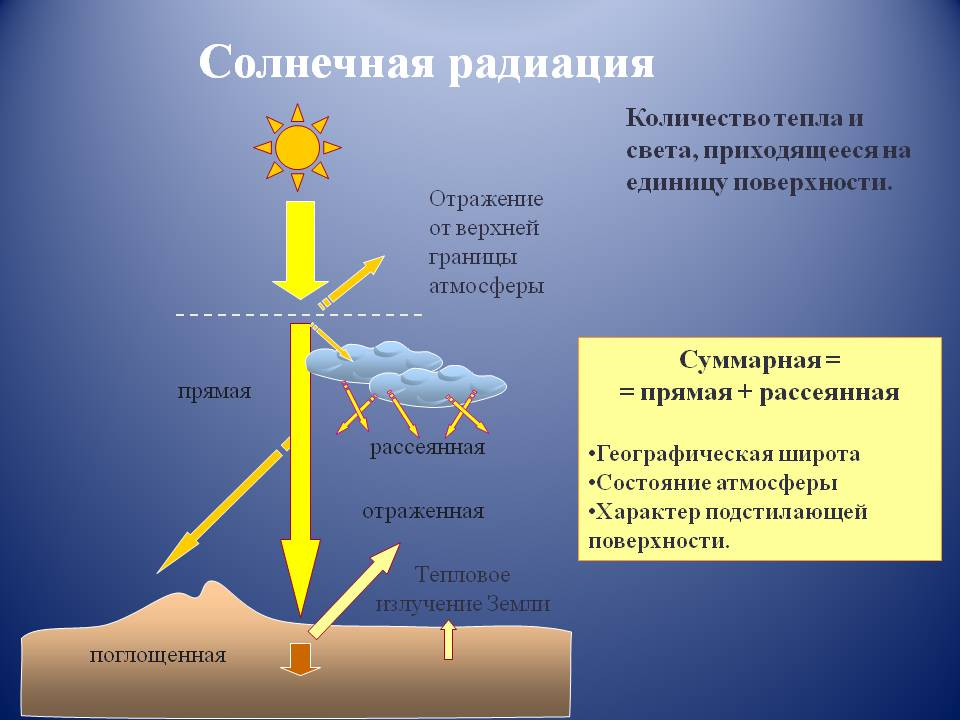 Солнечная радиация
Количество тепла и
света, приходящееся на
единицу поверхности.
Отражение
от верхней
границы
атмосферы
прямая
рассеянная
отраженная
Тепловое
излучение Земли
поглощенная
Суммарная =
= прямая + рассеянная
•Географическая широта
•Состояние атмосферы
•Характер подстилающей
поверхности.